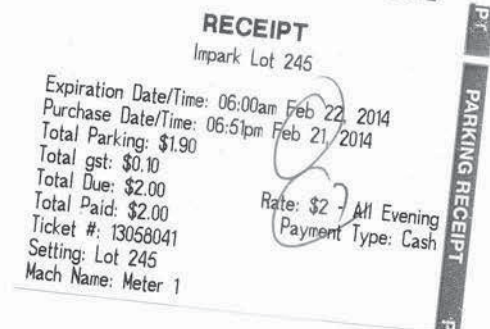 RECEIPT
Impark Lot 245
Expiration Date/Time: 06:00am Feb 22, 2014
Purchase Date/Time: 06:51pm Feb 21, 2014
Total Parking: $1.90
Total gst: $0.10
Total Due: $2.00
Total Paid: $2.00
Ticket #: 13058041
Setting: Lot 245
Mach Name: Meter 1
Rate: $2 - All Evening
Payment Type: Cash
PARKING RECEIPT